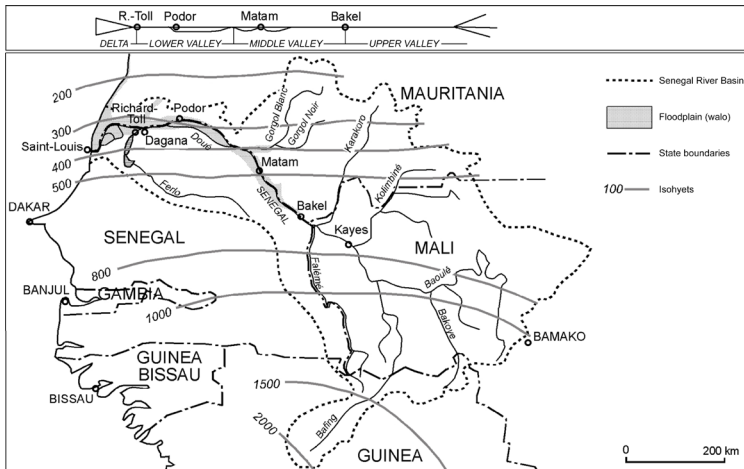 R.-Toll Podor Matam Bakel
DELTA LOWER VALLEY MIDDLE VALLEY UPPER VALLEY
200
MAURITANIA
Richard-
Toll
Podor
300
Gorgol Blanc
Gorgol Noir
Karakoro
Saint-Louis
Dagana
Doué
400
Matam
Kolimbiné
500
Ferlo
SENEGAL
Bakel
DAKAR
Kayes
SENEGAL
MALI
Falémé
800
Baoulé
BANJUL
GAMBIA
1000
Bakoye
BAMAKO
GUINEA
BISSAU
1500
BISSAU
2000
Bafing
GUINEA
Senegal River Basin
Floodplain (walo)
State boundaries
100 Isohyets
0 200 km